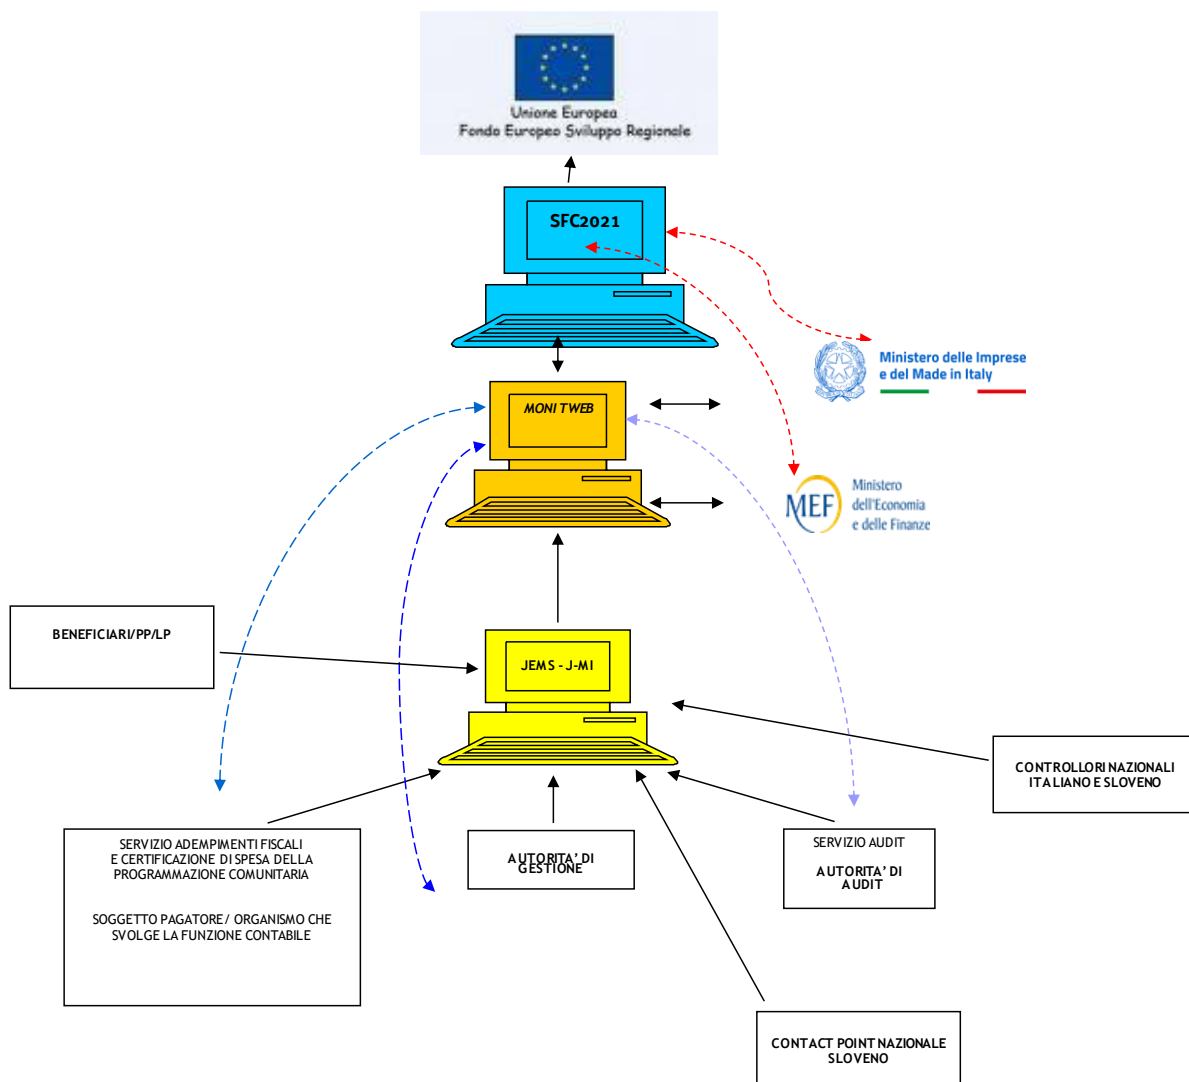 Unione Europea
Fondo Europeo Sviluppo Regionale
SFC2021
Ministero delle Imprese
e del Made in Italy
MONITWEB
MEF
Ministero
dell'Economia
e delle Finanze
BENEFICIARI/PP/LP
JEMS - J-MI
CONTROLLORI NAZIONALI
ITALIANO E SLOVENO
SERVIZIO ADEMPIMENTI FISCALI
E CERTIFICAZIONE DI SPESA DELLA
PROGRAMMAZIONE COMUNITARIA
SOGGETTO PAGATORE/ ORGANISMO CHE
SVOLGE LA FUNZIONE CONTABILE
AUTORITA' DI
GESTIONE
SERVIZIO AUDIT
AUTORITA' DI
AUDIT
CONTACT POINT NAZIONALE
SLOVENO